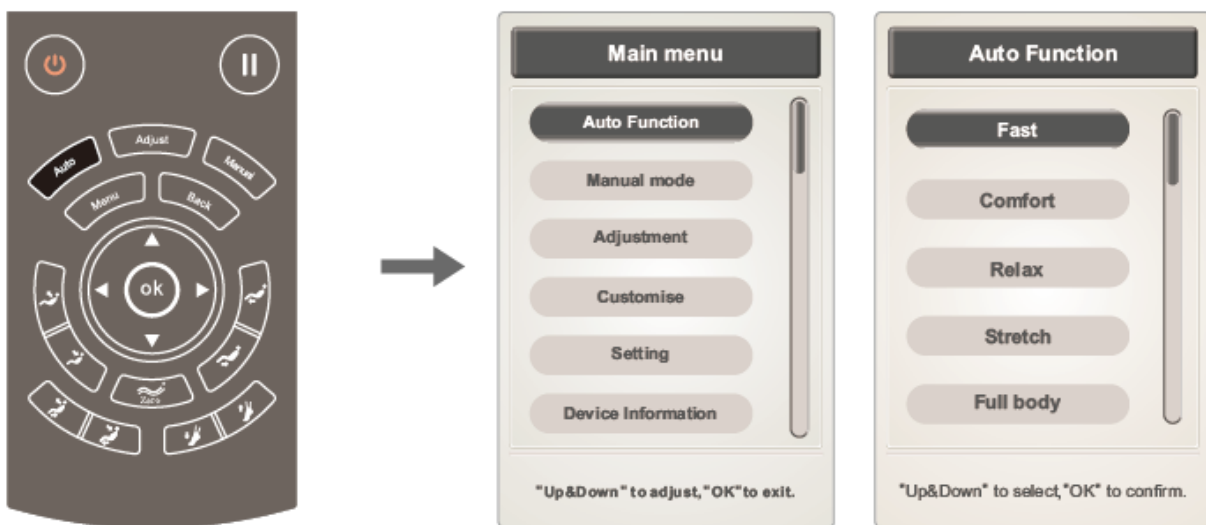 Auto
Adjust
Manual
Menu
Back
ok
Zero
Main menu
Auto Function
Manual mode
Adjustment
Customise
Setting
Device Information
"Up&Down" to adjust,"OK"to exit.
Auto Function
Fast
Comfort
Relax
Stretch
Full body
"Up&Down" to select,"OK" to confirm.